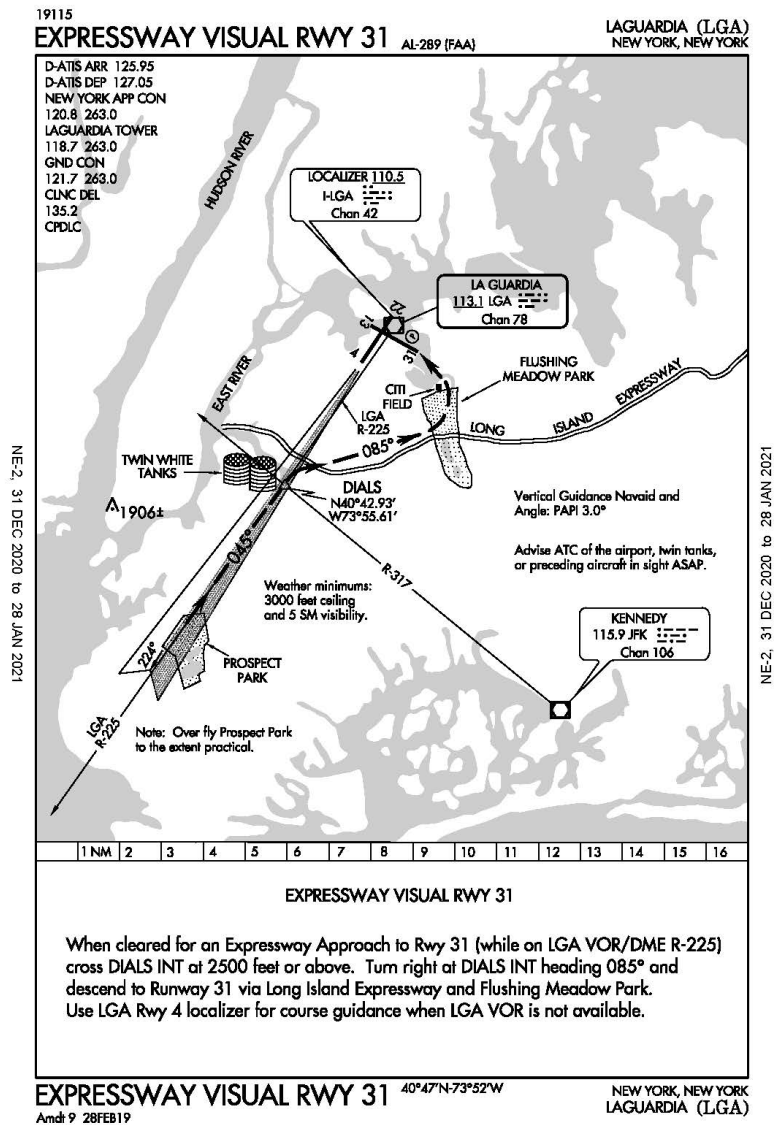 19115
EXPRESSWAY VISUAL RWY 31 AL-289 (FAA)
LAGUARDIA (LGA)
NEW YORK, NEW YORK
D-ATIS ARR 125.95
D-ATIS DEP 127.05
NEW YORK APP CON
120.8 263.0
LAGUARDIA TOWER
118.7 263.0
GND CON
121.7 263.0
CLNC DEL
135.2
CPDLC
HUDSON RIVER
LOCALIZER 110.5
I-LGA
Chan 42
LA GUARDIA
113.1 LGA
Chan 78
22
13
4
31
P
EAST RIVER
CITI
FIELD
FLUSHING
MEADOW PARK
LGA
R-225
LONG ISLAND EXPRESSWAY
085°
TWIN WHITE
TANKS
DIALS
N40°42.93'
W73°55.61'
1906±
Vertical Guidance Navaid and
Angle: PAPI 3.0°
Advise ATC of the airport, twin tanks,
or preceding aircraft in sight ASAP.
045°
R-317
Weather minimums:
3000 feet ceiling
and 5 SM visibility.
KENNEDY
115.9 JFK
Chan 106
224°
PROSPECT
PARK
LGA
R-225
Note: Over fly Prospect Park
to the extent practical.
NE-2, 31 DEC 2020 to 28 JAN 2021
NE-2, 31 DEC 2020 to 28 JAN 2021
1 NM 2 3 4 5 6 7 8 9 10 11 12 13 14 15 16
EXPRESSWAY VISUAL RWY 31
When cleared for an Expressway Approach to Rwy 31 (while on LGA VOR/DME R-225)
cross DIALS INT at 2500 feet or above. Turn right at DIALS INT heading 085° and
descend to Runway 31 via Long Island Expressway and Flushing Meadow Park.
Use LGA Rwy 4 localizer for course guidance when LGA VOR is not available.
EXPRESSWAY VISUAL RWY 31
40°47'N-73°52'W
NEW YORK, NEW YORK
LAGUARDIA (LGA)
Amdt 9 28FEB19